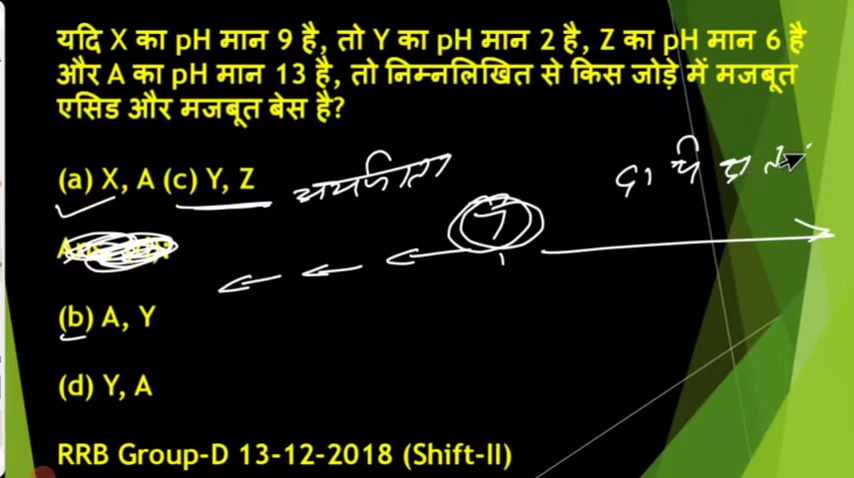 यदि X का pH मान 9 है, तो Y का pH मान 2 है, Z का pH मान 6 है
और A का pH मान 13 है, तो निम्नलिखित से किस जोड़े में मजबूत
एसिड और मजबूत बेस है?
(a) X, A (c) Y, Z
7
(b) A, Y
(d) Y, A
RRB Group-D 13-12-2018 (Shift-II)